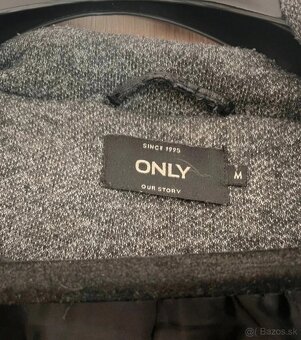 SINCE 1995
ONLY
M
OUR STORY
Bazos.sk